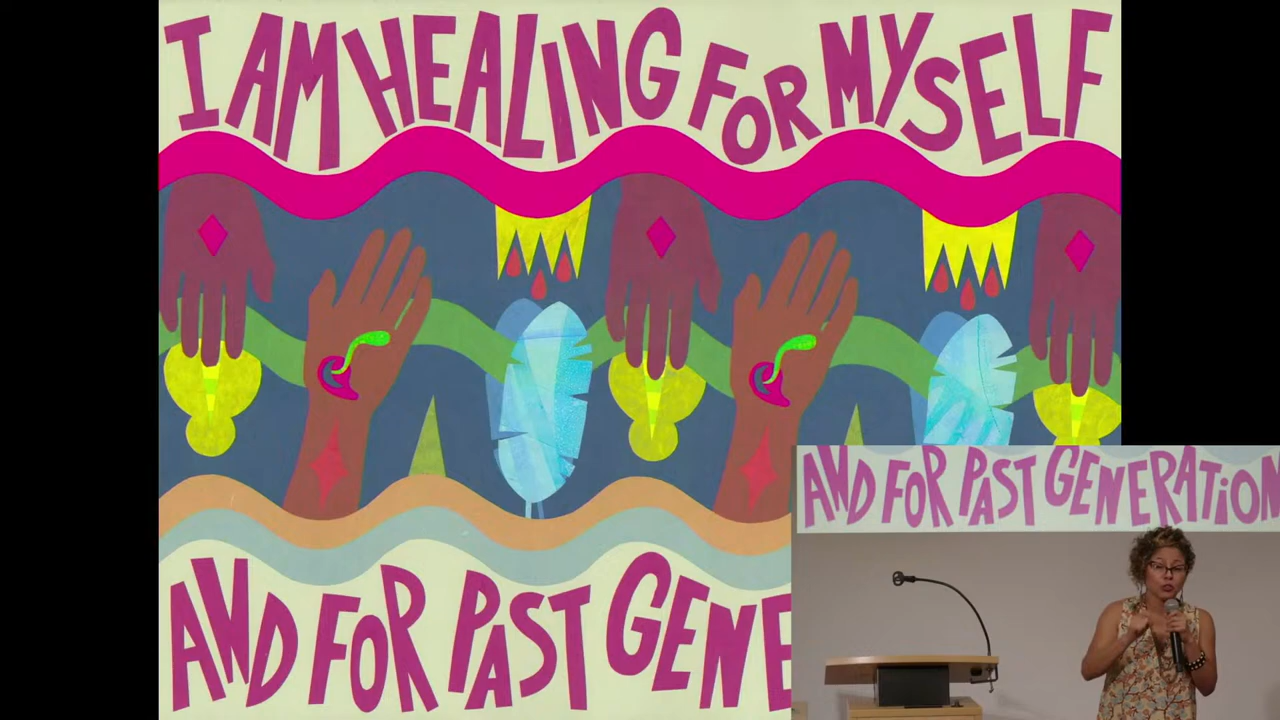 I AM HEALING FOR MYSELF
AND FOR PAST GENE
AND FOR PAST GENERATION